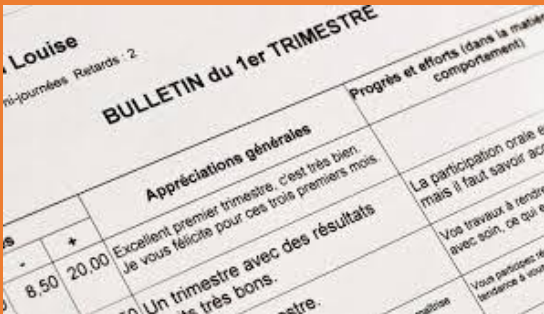 Louise
mi-journées Retards : 2
BULLETIN du 1er TRIMESTRE
Appréciations générales
Progrès et efforts (dans la matière
comportement)
- +
8,50 20,00
Excellent premier trimestre, c'est très bien.
Je vous félicite pour ces trois premiers mois.
La participation orale
mais il faut savoir
Un trimestre avec des résultats
très bons.
Vos travaux à rendre
avec soin, ce qui
Vous participez
tendance à